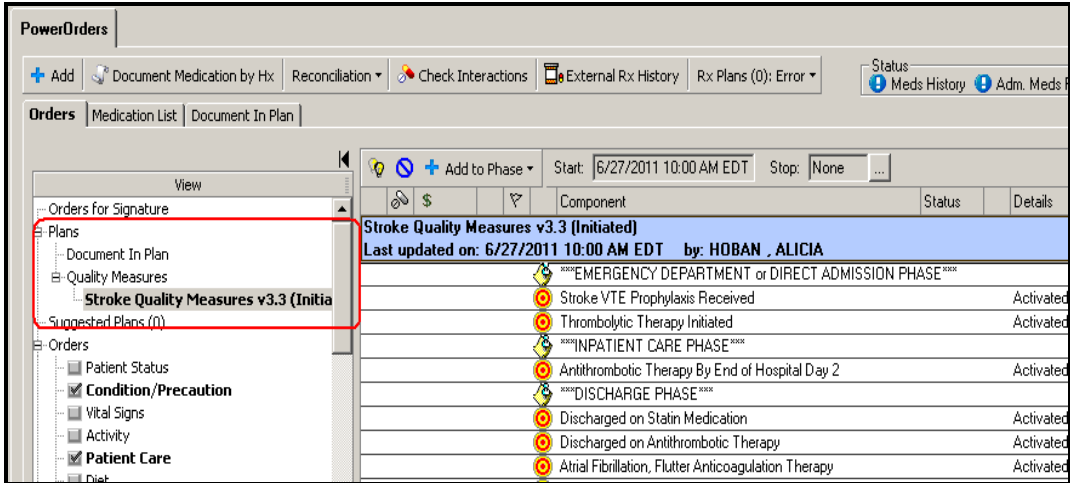 PowerOrders
Add Document Medication by Hx Reconciliation Check Interactions External Rx History Rx Plans (0): Error
Status
Meds History Adm. Meds
Orders Medication List Document In Plan
Add to Phase Start: 6/27/2011 10:00 AM EDT Stop: None ...
View
$ Component Status Details
Orders for Signature
Plans
Document In Plan
Quality Measures
Stroke Quality Measures v3.3 (Initia
Suggested Plans (0)
Orders
Patient Status
Condition/Precaution
Vital Signs
Activity
Patient Care
Diet
Stroke Quality Measures v3.3 (Initiated)
Last updated on: 6/27/2011 10:00 AM EDT by: HOBAN , ALICIA
***EMERGENCY DEPARTMENT or DIRECT ADMISSION PHASE***
Stroke VTE Prophylaxis Received Activated
Thrombolytic Therapy Initiated Activated
***INPATIENT CARE PHASE***
Antithrombotic Therapy By End of Hospital Day 2 Activated
***DISCHARGE PHASE***
Discharged on Statin Medication Activated
Discharged on Antithrombotic Therapy Activated
Atrial Fibrillation, Flutter Anticoagulation Therapy Activated